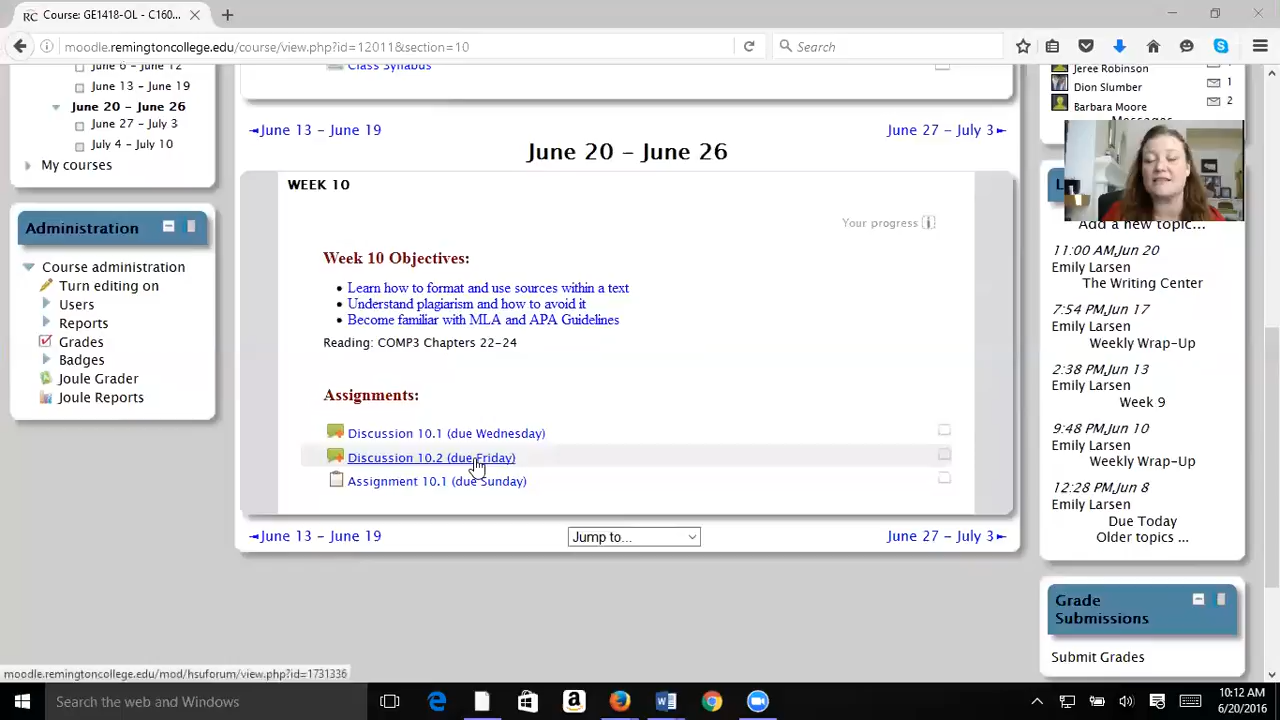 Course: GE1418-OL - C160...
moodle.remingtoncollege.edu/course/view.php?id=12011&section=10
Search
June 6 - June 12
June 13 - June 19
June 20 - June 26
June 27 - July 3
July 4 - July 10
My courses
Administration
Course administration
Turn editing on
Users
Reports
Grades
Badges
Joule Grader
Joule Reports
Class Syllabus
◄June 13 - June 19
June 27 - July 3►
June 20 - June 26
WEEK 10
Your progress
Week 10 Objectives:
• Learn how to format and use sources within a text
• Understand plagiarism and how to avoid it
• Become familiar with MLA and APA Guidelines
Reading: COMP3 Chapters 22-24
Assignments:
Discussion 10.1 (due Wednesday)
Discussion 10.2 (due Friday)
Assignment 10.1 (due Sunday)
◄June 13 - June 19
Jump to...
June 27 - July 3►
Jeree Robinson 1
Dion Slumber 1
Barbara Moore 2
Messages
L
Add a new topic...
11:00 AM,Jun 20
Emily Larsen
The Writing Center
7:54 PM,Jun 17
Emily Larsen
Weekly Wrap-Up
2:38 PM,Jun 13
Emily Larsen
Week 9
9:48 PM,Jun 10
Emily Larsen
Weekly Wrap-Up
12:28 PM,Jun 8
Emily Larsen
Due Today
Older topics ...
Grade
Submissions
Submit Grades
moodle.remingtoncollege.edu/mod/hsuforum/view.php?id=1731336
Search the web and Windows
10:12 AM
6/20/2016